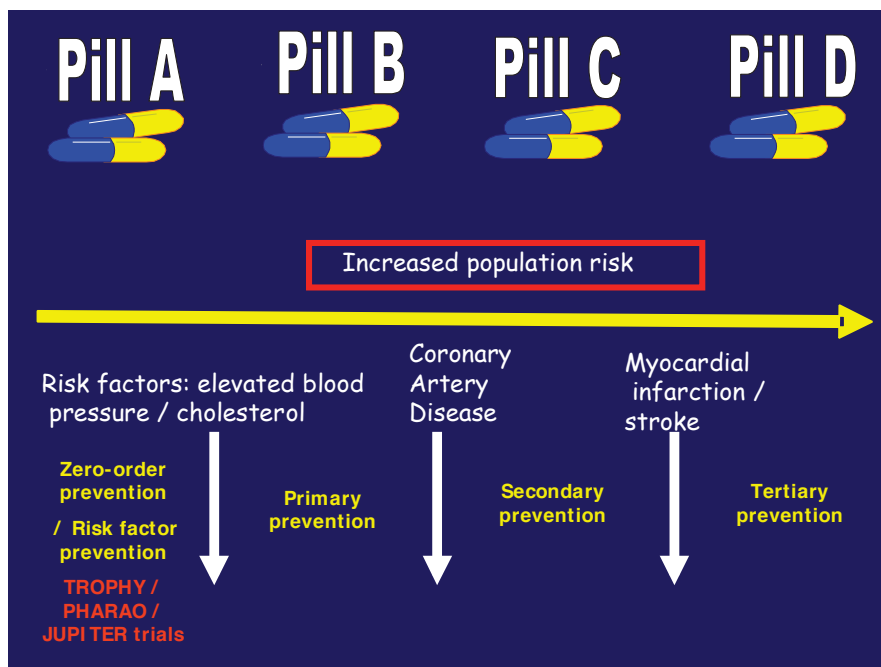 Pill A
Pill B
Pill C
Pill D
Increased population risk
Risk factors: elevated blood
pressure / cholesterol
Coronary
Artery
Disease
Myocardial
infarction /
stroke
Zero-order
prevention
/ Risk factor
prevention
TROPHY /
PHARAO /
JUPITER trials
Primary
prevention
Secondary
prevention
Tertiary
prevention